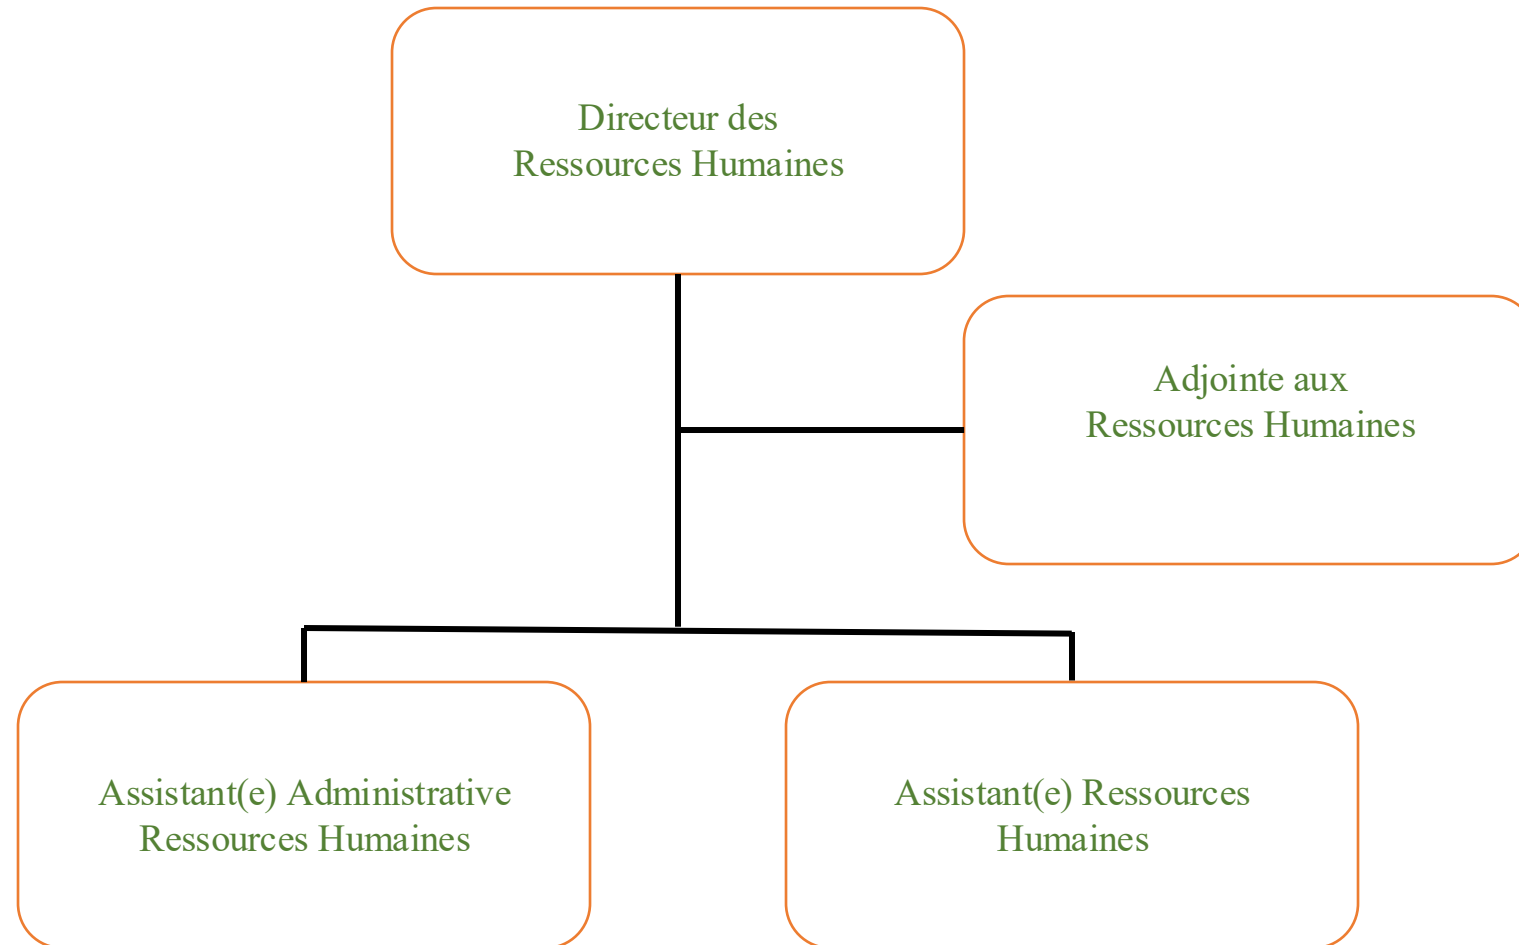 Directeur des
Ressources Humaines
Adjointe aux
Ressources Humaines
Assistant(e) Administrative
Ressources Humaines
Assistant(e) Ressources
Humaines